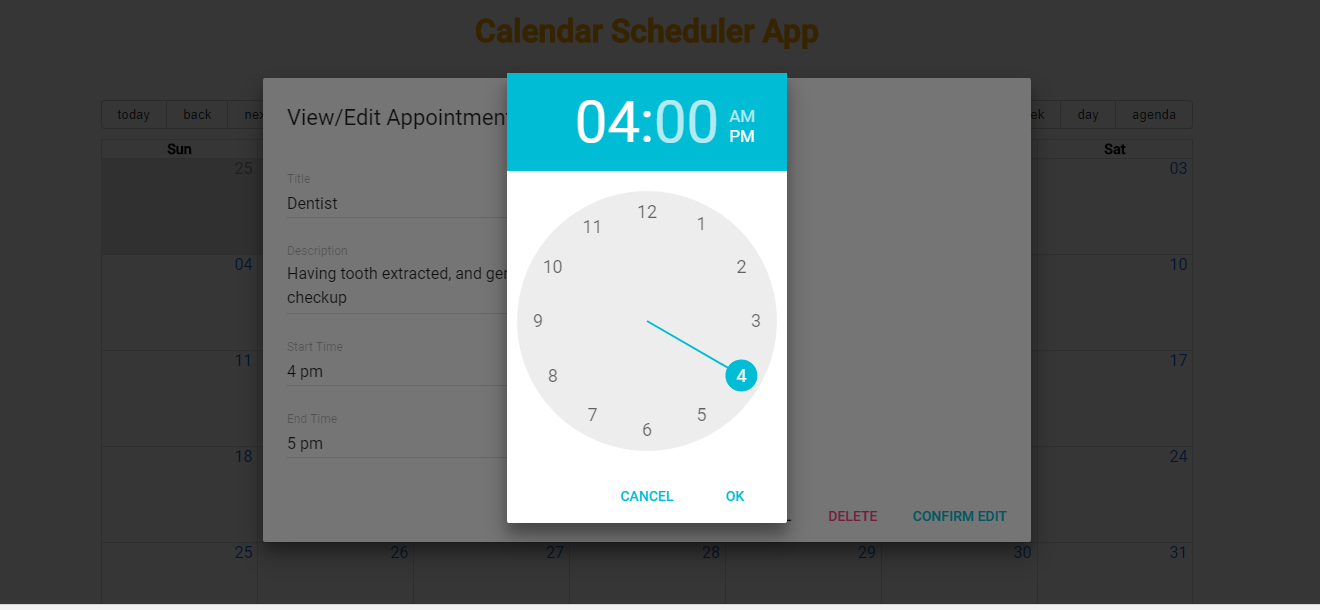 Calendar Scheduler App
today back
day agenda
Sun
Sat
25
03
04
10
11
17
18
24
25 26 27 28 29 30 31
View/Edit Appointment
Title
Dentist
Description
Having tooth extracted, and
checkup
Start Time
4 pm
End Time
5 pm
DELETE CONFIRM EDIT
04:00
AM
PM
12
11
1
10
2
9
3
8
4
7
5
6
CANCEL OK